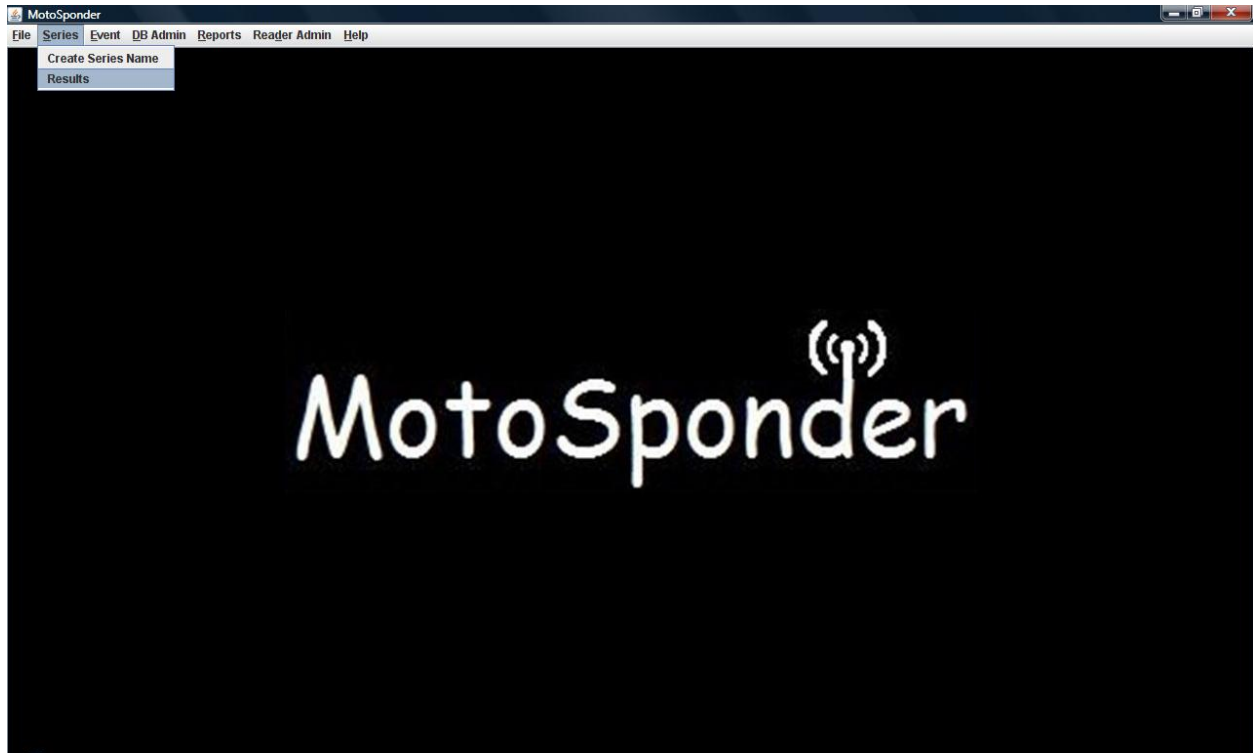 MotoSponder
File Series Event DB Admin Reports Reader Admin Help
Create Series Name
Results
MotoSponder